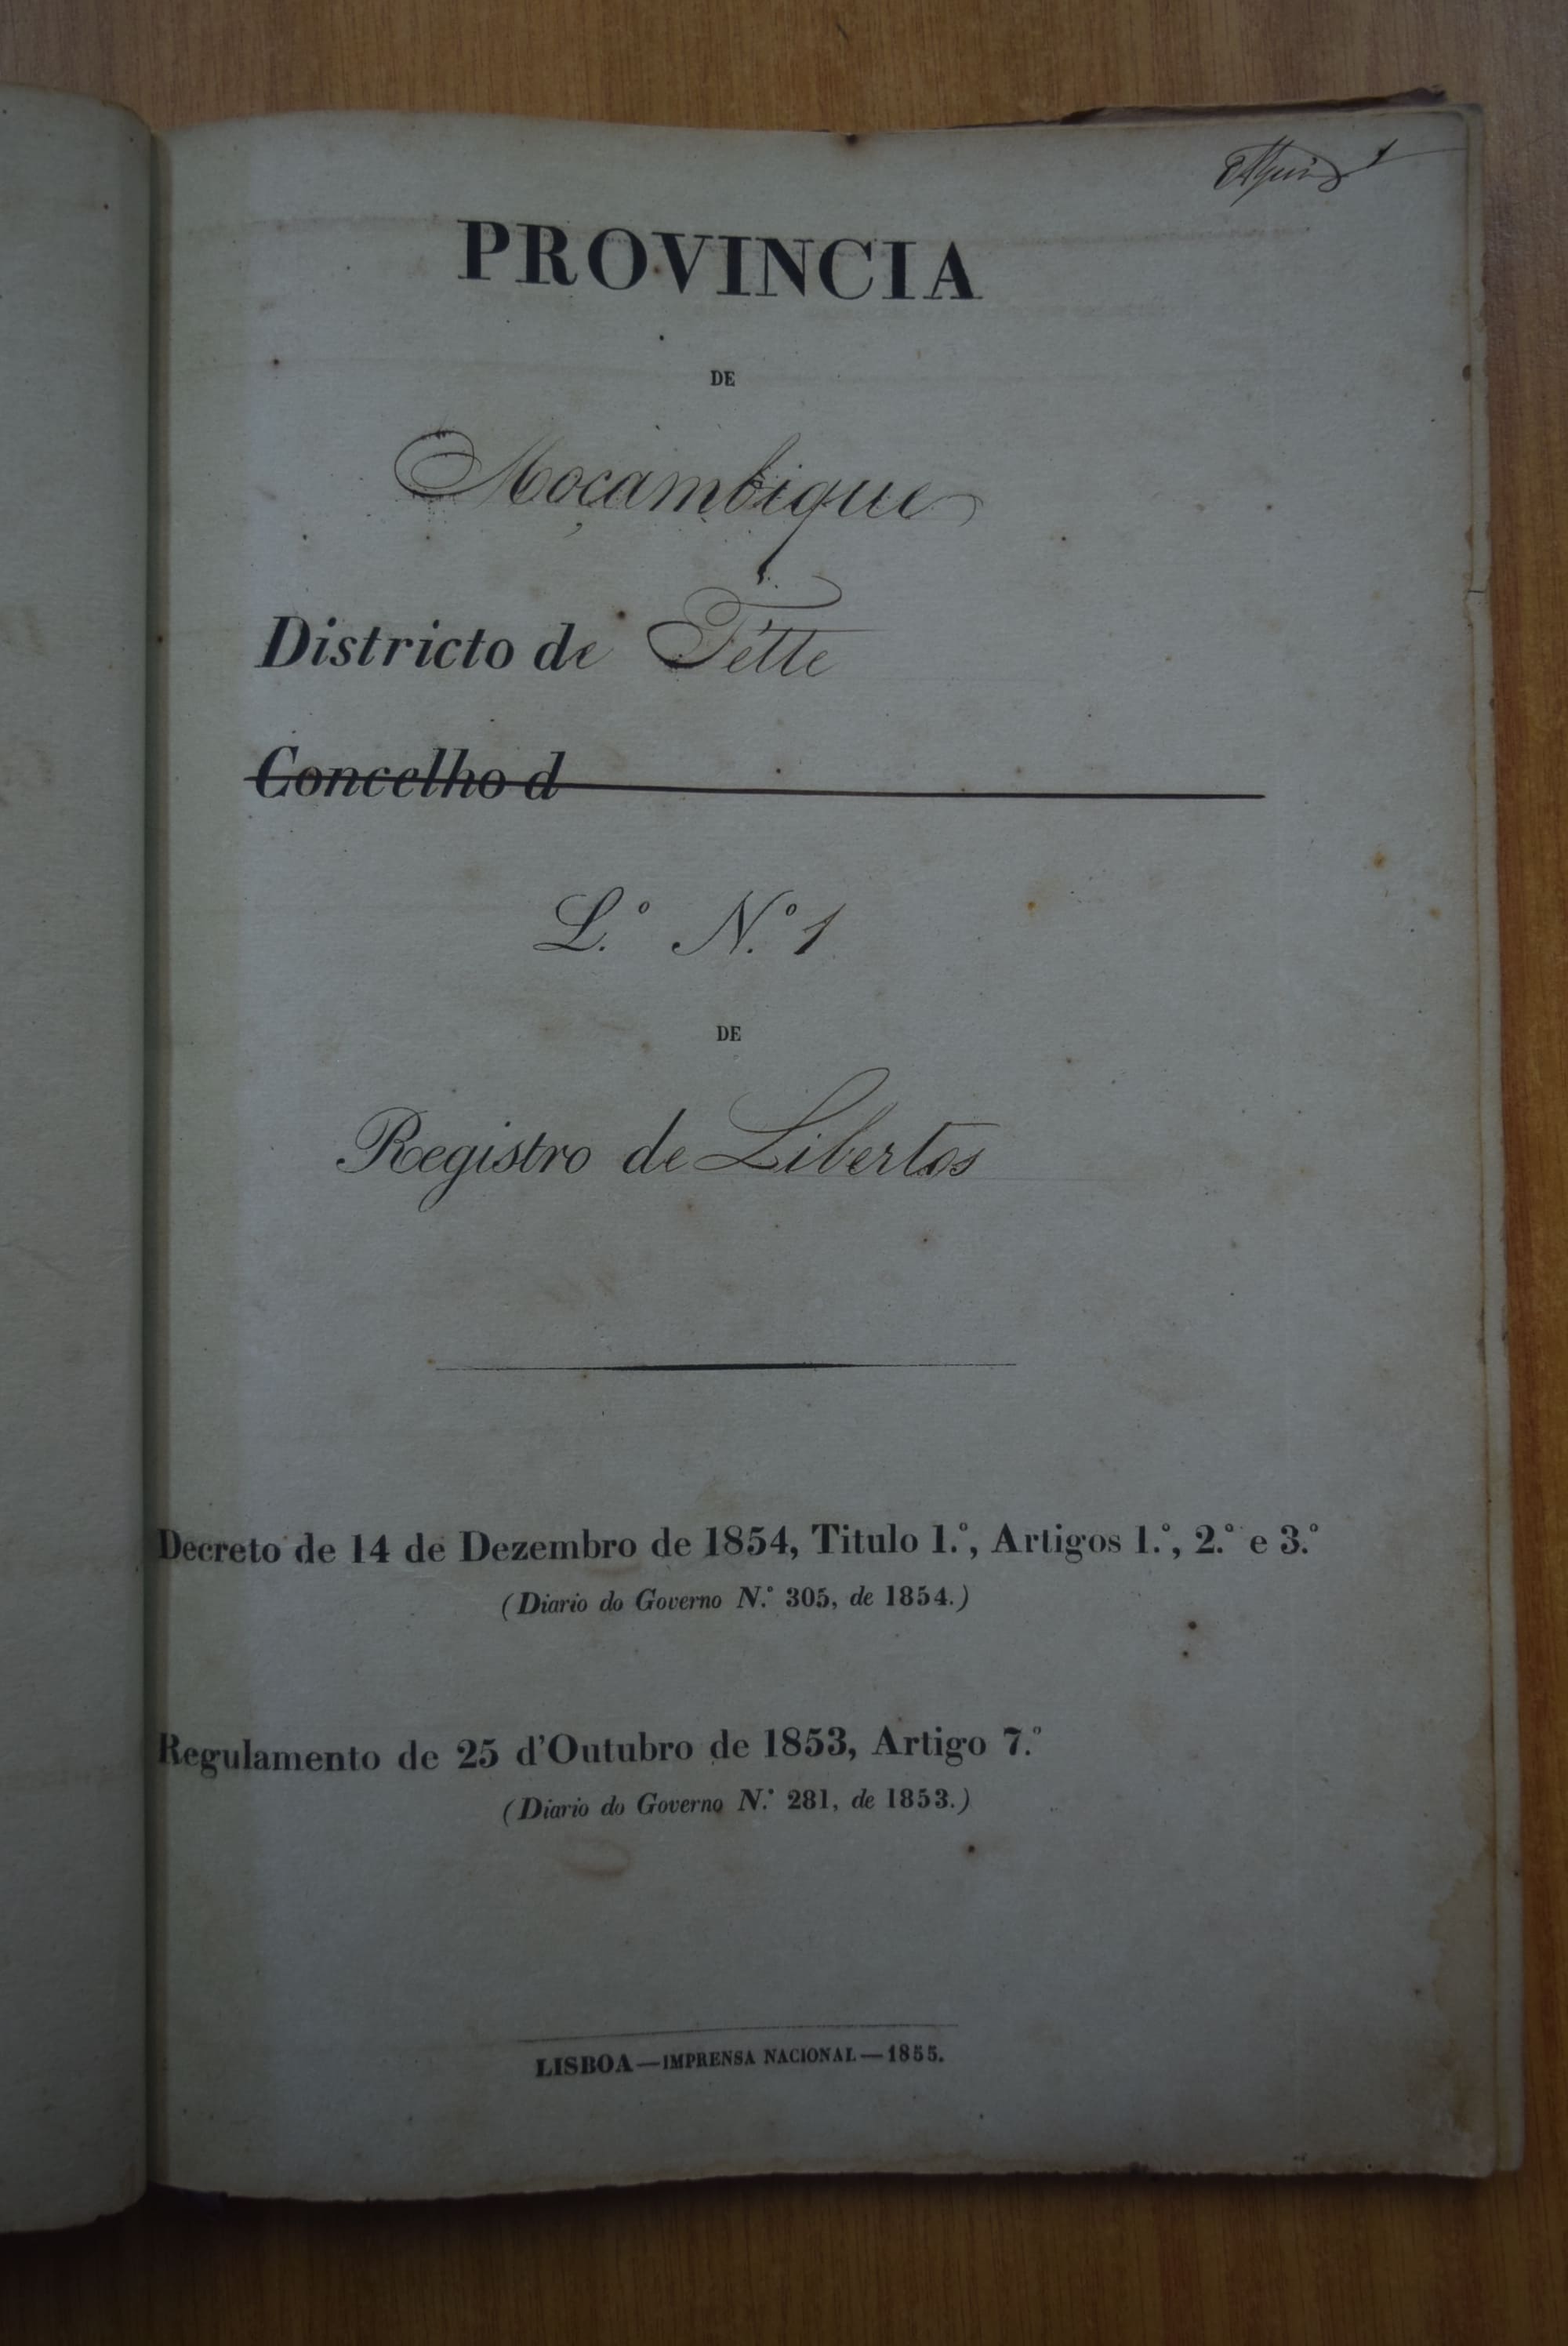 1
PROVINCIA
DE
Moçambique
Districto de Tétte
Concelho d
L.º N.º 1
DE
Registro de Libertos
Decreto de 14 de Dezembro de 1854, Titulo 1.º, Artigos 1.º, 2.º e 3.º
(Diario do Governo N.º 305, de 1854.)
Regulamento de 25 d'Outubro de 1853, Artigo 7.º
(Diario do Governo N.º 281, de 1853.)
LISBOA—IMPRENSA NACIONAL—1855.